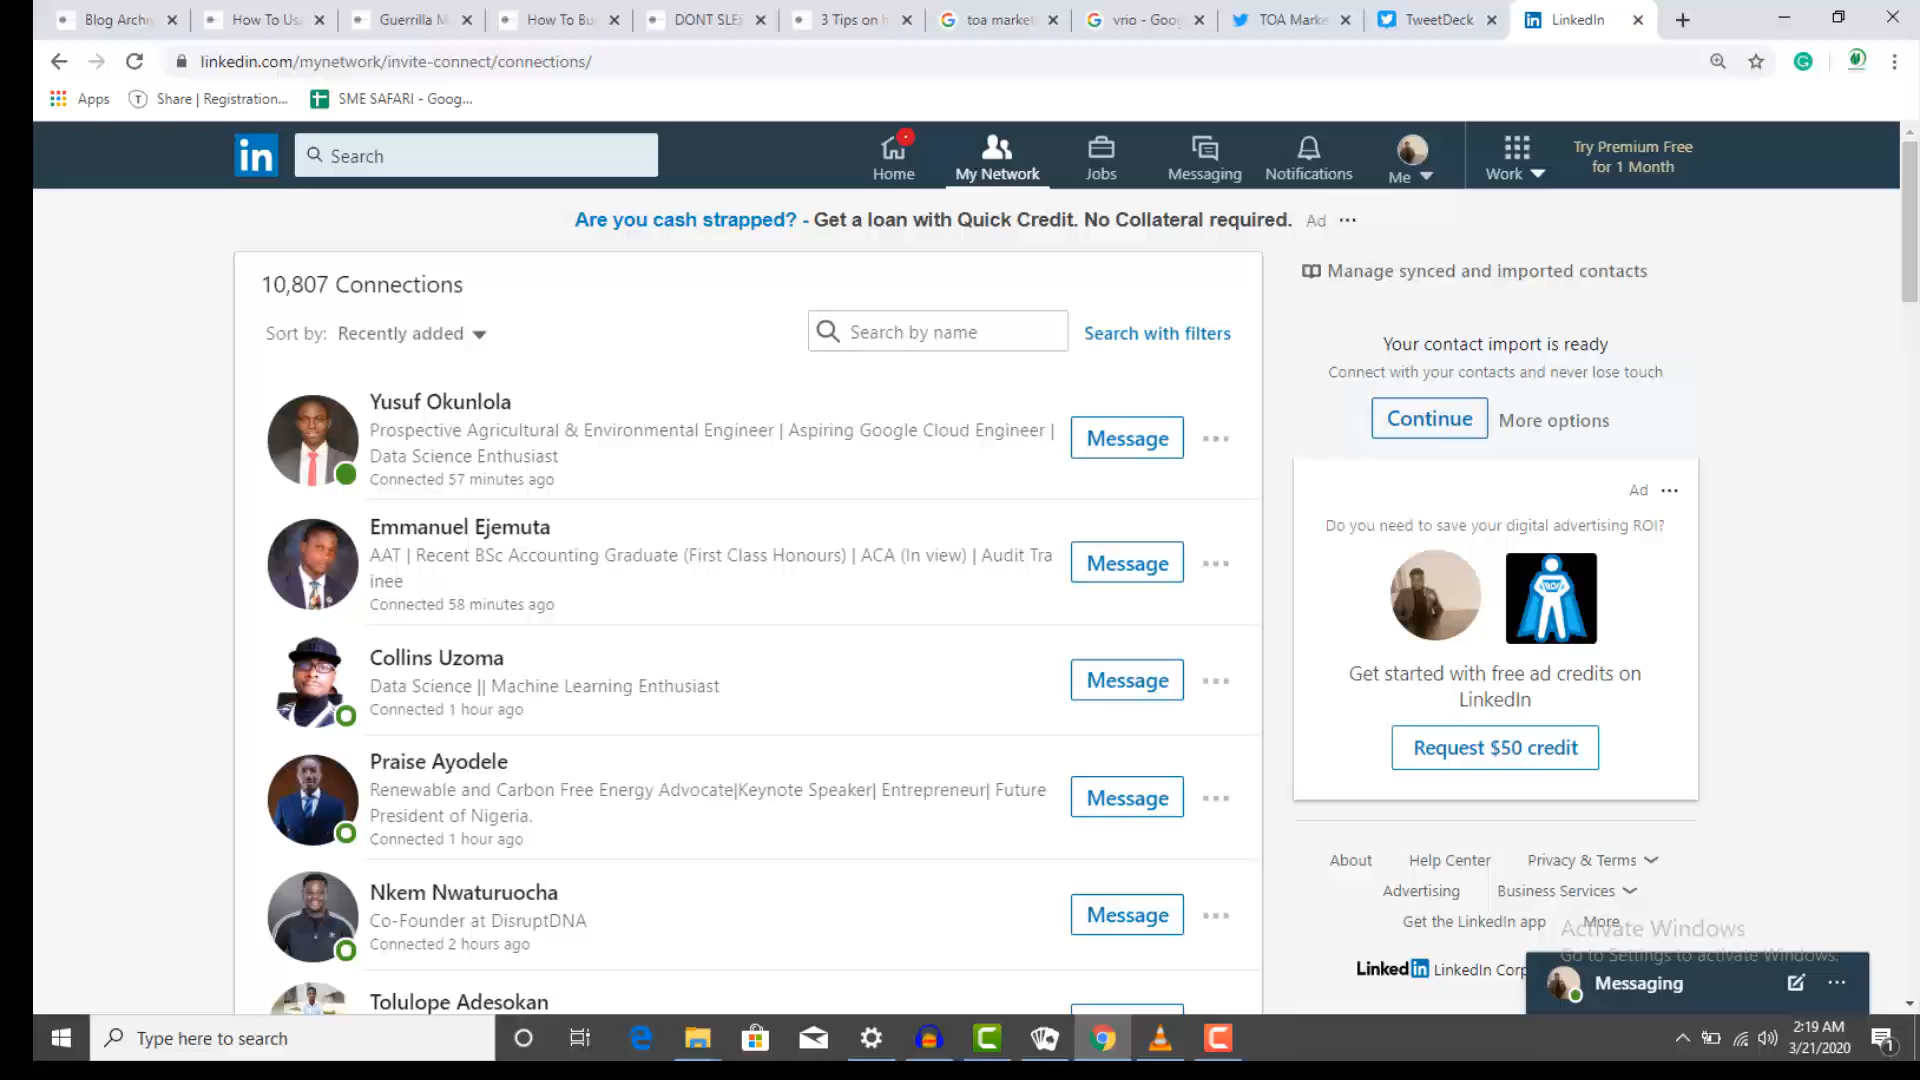 Blog Archi
How To Us
Guerrilla M
How To Bu
DONT SLE
3 Tips on h
toa market
vrio - Goog
TOA Marke
TweetDeck
LinkedIn
linkedin.com/mynetwork/invite-connect/connections/
Apps
Share | Registration...
SME SAFARI - Goog...
in
Search
Home
My Network
Jobs
Messaging
Notifications
Me
Work
Try Premium Free
for 1 Month
Are you cash strapped? - Get a loan with Quick Credit. No Collateral required. Ad ...
10,807 Connections
Sort by: Recently added
Search by name
Search with filters
Yusuf Okunlola
Prospective Agricultural & Environmental Engineer | Aspiring Google Cloud Engineer |
Data Science Enthusiast
Connected 57 minutes ago
Message
Emmanuel Ejemuta
AAT | Recent BSc Accounting Graduate (First Class Honours) | ACA (In view) | Audit Tra
inee
Connected 58 minutes ago
Message
Collins Uzoma
Data Science || Machine Learning Enthusiast
Connected 1 hour ago
Message
Praise Ayodele
Renewable and Carbon Free Energy Advocate|Keynote Speaker| Entrepreneur| Future
President of Nigeria.
Connected 1 hour ago
Message
Nkem Nwaturuocha
Co-Founder at DisruptDNA
Connected 2 hours ago
Message
Tolulope Adesokan
Manage synced and imported contacts
Your contact import is ready
Connect with your contacts and never lose touch
Continue
More options
Ad ...
Do you need to save your digital advertising ROI?
ROI
Get started with free ad credits on
LinkedIn
Request $50 credit
About
Help Center
Privacy & Terms
Advertising
Business Services
Get the LinkedIn app
More
Activate Windows
Go to Settings to activate Windows.
LinkedIn LinkedIn Corp
Messaging
Type here to search
2:19 AM
3/21/2020
1